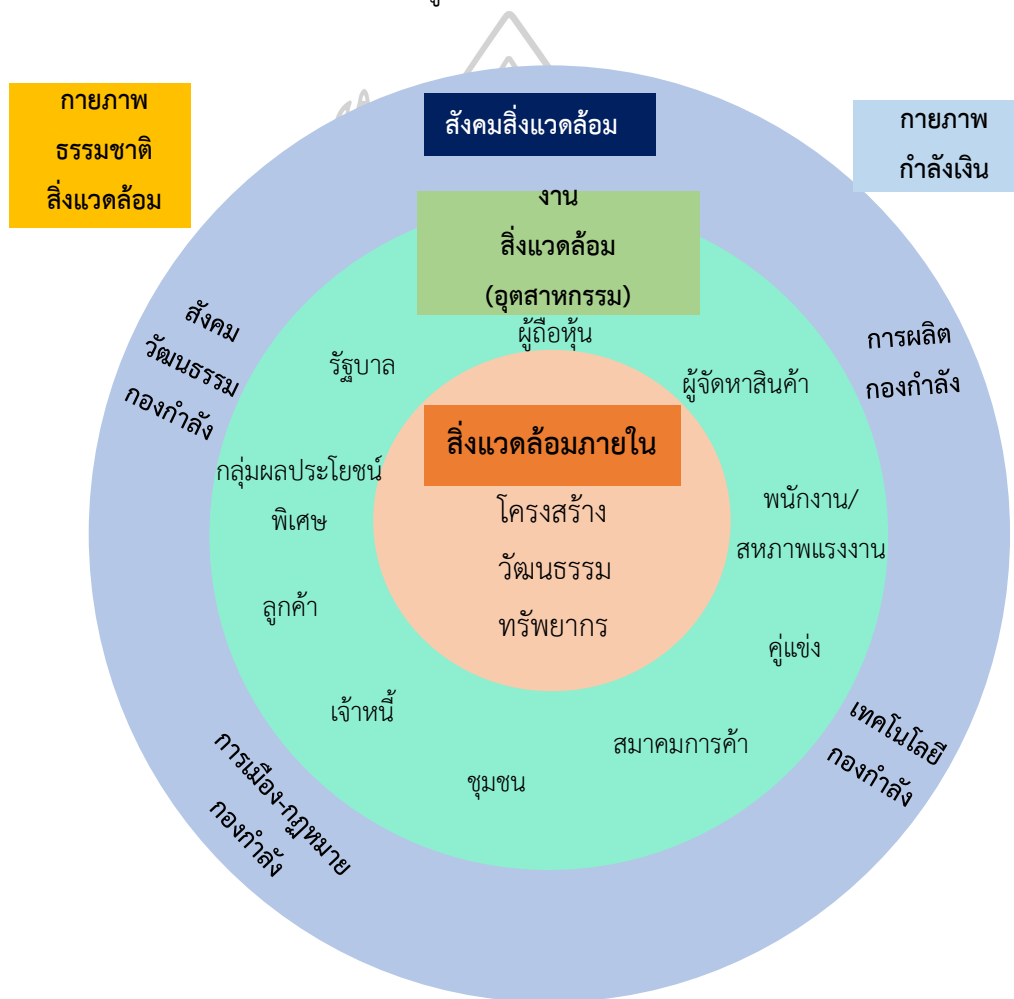 กายภาพ
ธรรมชาติ
สิ่งแวดล้อม
สังคมสิ่งแวดล้อม
กายภาพ
กำลังเงิน
งาน
สิ่งแวดล้อม
(อุตสาหกรรม)
สังคม
วัฒนธรรม
กองกำลัง
การผลิต
กองกำลัง
ผู้ถือหุ้น
รัฐบาล
ผู้จัดหาสินค้า
กลุ่มผลประโยชน์
พิเศษ
สิ่งแวดล้อมภายใน
โครงสร้าง
วัฒนธรรม
ทรัพยากร
พนักงาน/
สหภาพแรงงาน
ลูกค้า
คู่แข่ง
เจ้าหนี้
สมาคมการค้า
ชุมชน
เทคโนโลยี
กองกำลัง
การเมือง-กฎหมาย
กองกำลัง